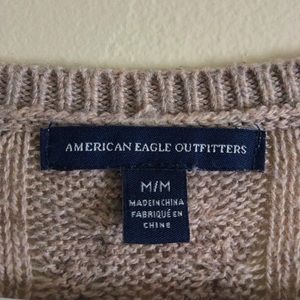 AMERICAN EAGLE OUTFITTERS
M/M
MADE IN CHINA
FABRIQUÉ EN
CHINE